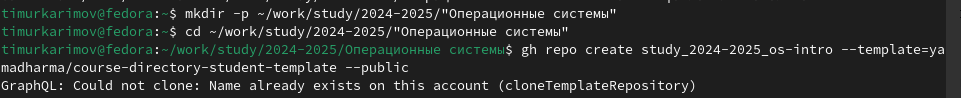 timurkarimov@fedora:~$ mkdir -p ~/work/study/2024-2025/"Операционные системы"
timurkarimov@fedora:~$ cd ~/work/study/2024-2025/"Операционные системы"
timurkarimov@fedora:~/work/study/2024-2025/Операционные системы$ gh repo create study_2024-2025_os-intro --template=ya
madharma/course-directory-student-template --public
GraphQL: Could not clone: Name already exists on this account (cloneTemplateRepository)